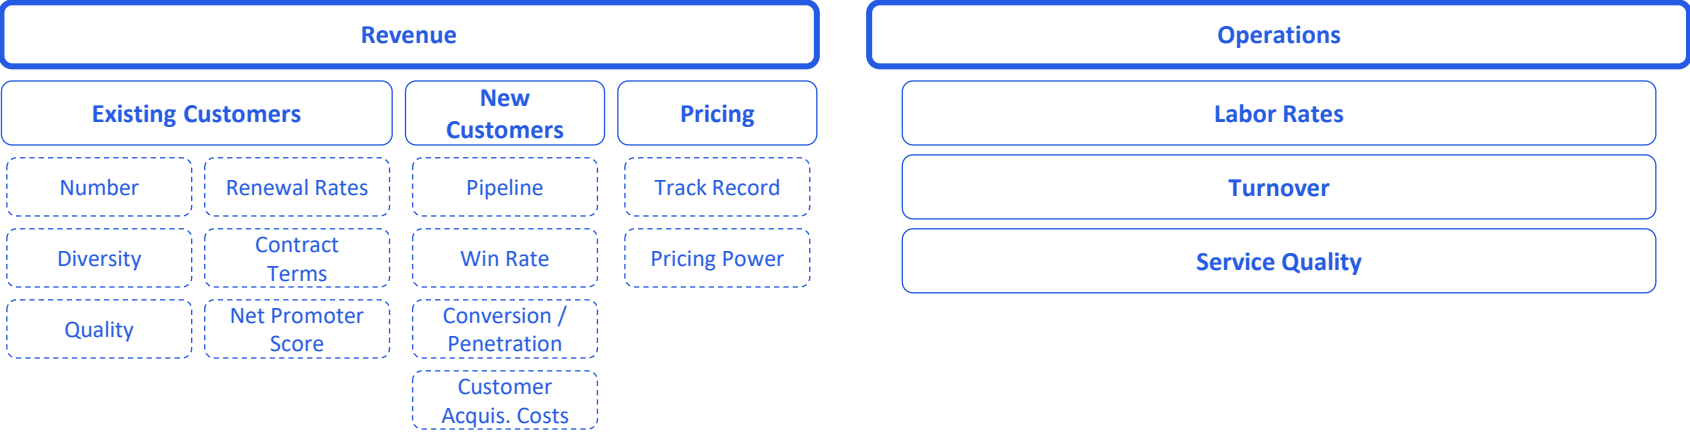 Revenue
Operations
Existing Customers
New
Customers
Pricing
Labor Rates
Number
Renewal Rates
Pipeline
Track Record
Turnover
Diversity
Contract
Terms
Win Rate
Pricing Power
Service Quality
Quality
Net Promoter
Score
Conversion /
Penetration
Customer
Acquis. Costs